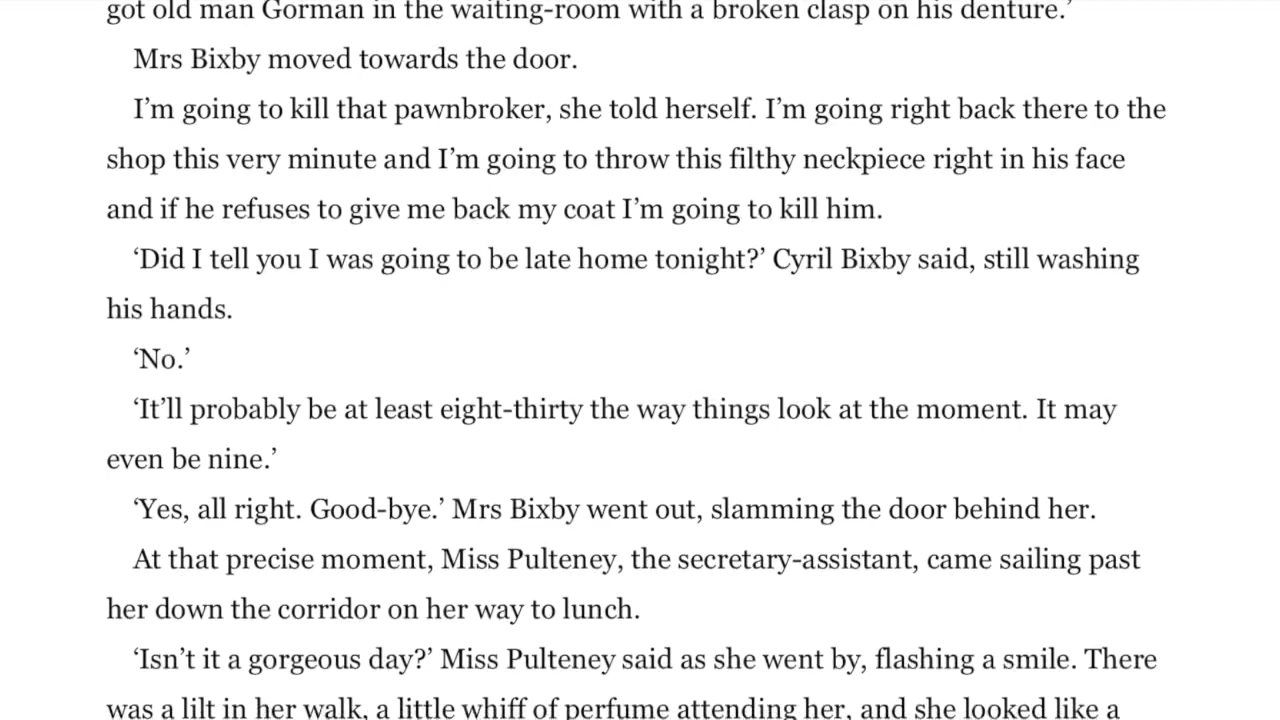 got old man Gorman in the waiting-room with a broken clasp on his denture.’
Mrs Bixby moved towards the door.
I’m going to kill that pawnbroker, she told herself. I’m going right back there to the
shop this very minute and I’m going to throw this filthy neckpiece right in his face
and if he refuses to give me back my coat I’m going to kill him.
‘Did I tell you I was going to be late home tonight?’ Cyril Bixby said, still washing
his hands.
‘No.’
‘It’ll probably be at least eight-thirty the way things look at the moment. It may
even be nine.’
‘Yes, all right. Good-bye.’ Mrs Bixby went out, slamming the door behind her.
At that precise moment, Miss Pulteney, the secretary-assistant, came sailing past
her down the corridor on her way to lunch.
‘Isn’t it a gorgeous day?’ Miss Pulteney said as she went by, flashing a smile. There
was a lilt in her walk, a little whiff of perfume attending her, and she looked like a